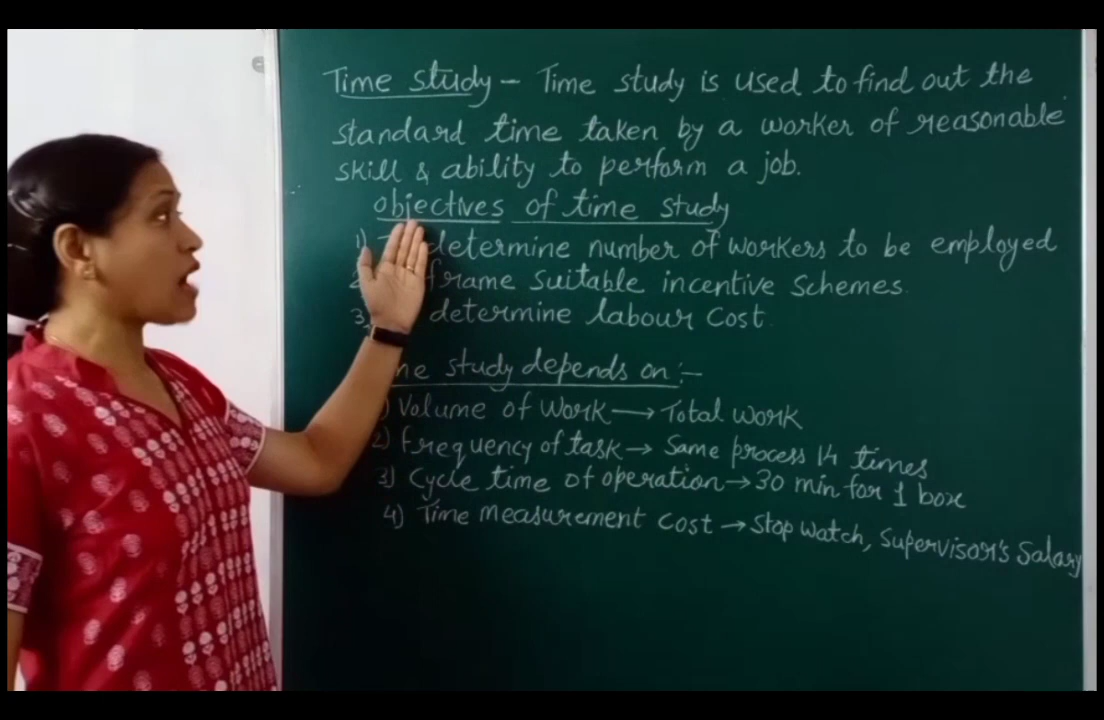 Time study – Time study is used to find out the
standard time taken by a worker of reasonable
skill & ability to perform a job.
Objectives of time study
1) determine number of workers to be employed
2 frame suitable incentive schemes.
3) determine labour cost.
me study depends on :–
) Volume of work → Total work
2) Frequency of task → Same process 14 times
3) Cycle time of operation → 30 min for 1 box
4) Time measurement cost → Stop watch, Supervisor's Salary